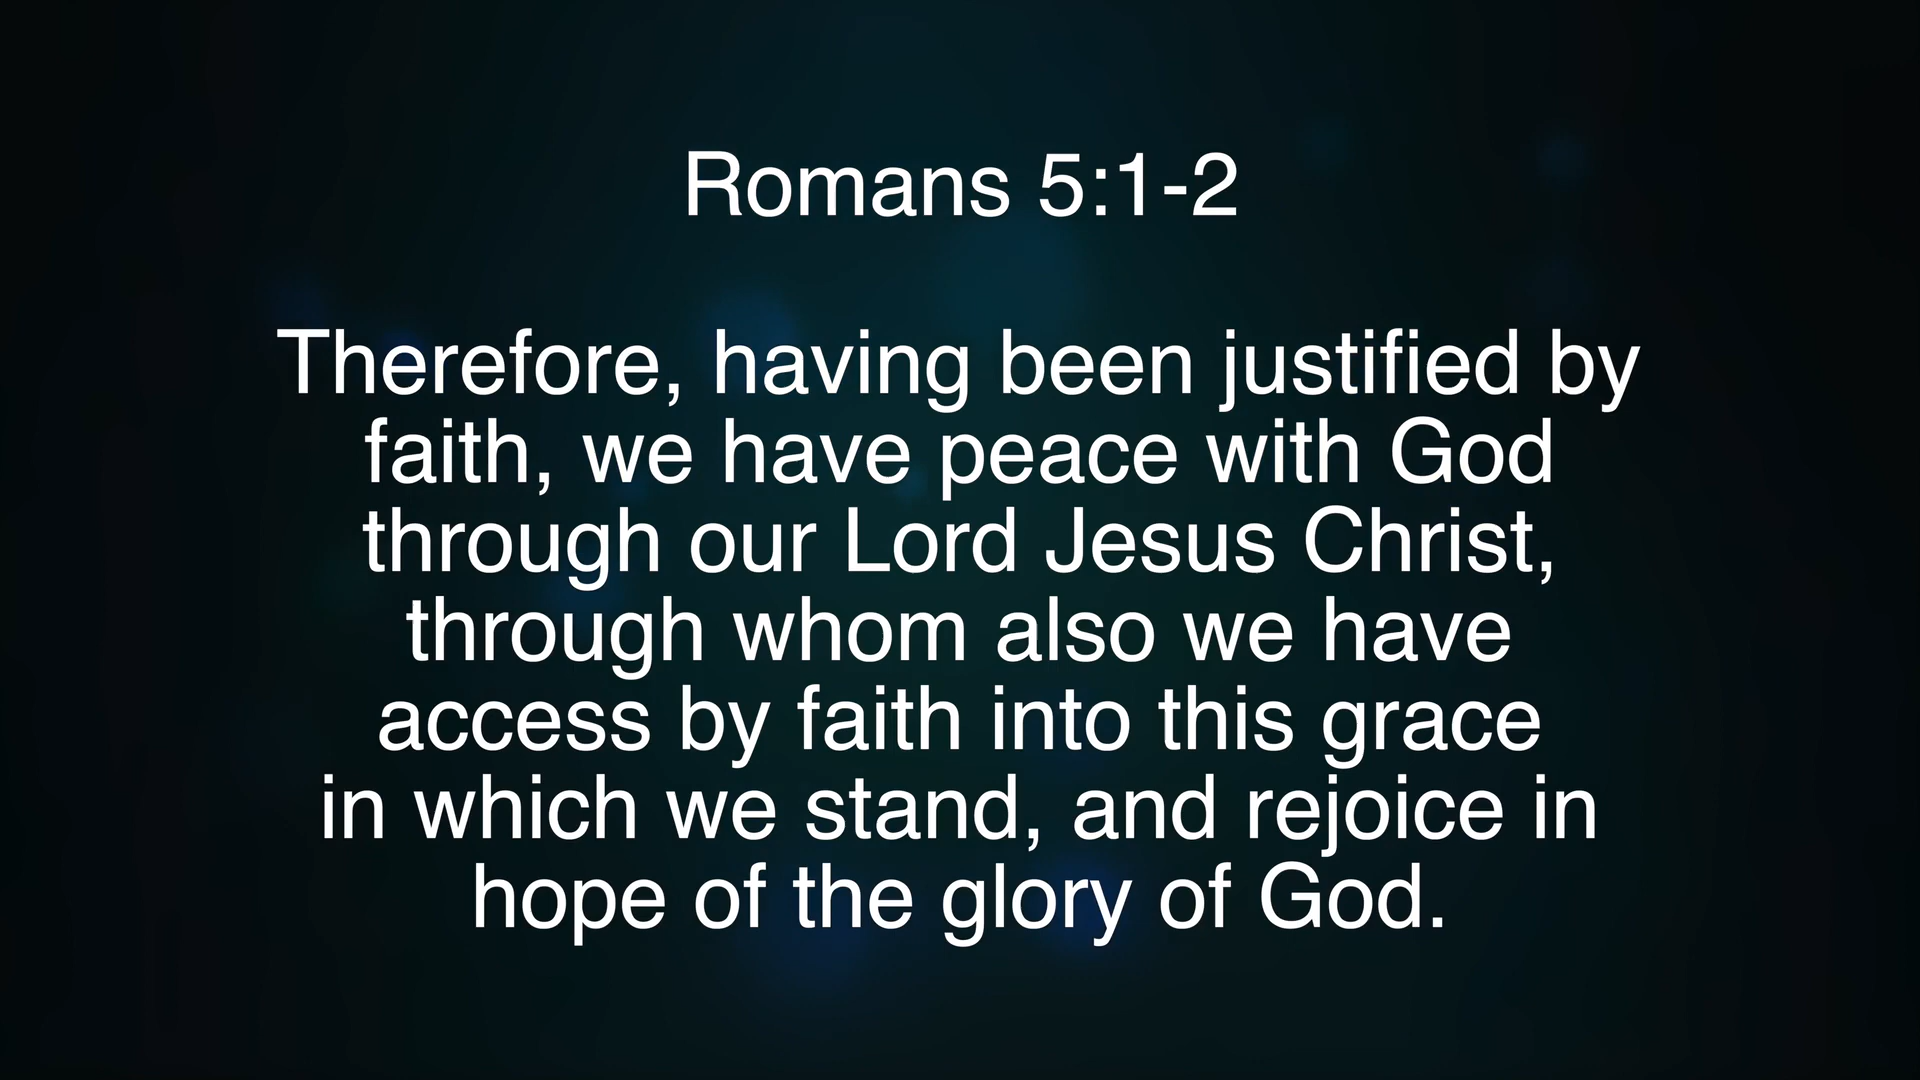 Romans 5:1-2
Therefore, having been justified by
faith, we have peace with God
through our Lord Jesus Christ,
through whom also we have
access by faith into this grace
in which we stand, and rejoice in
hope of the glory of God.